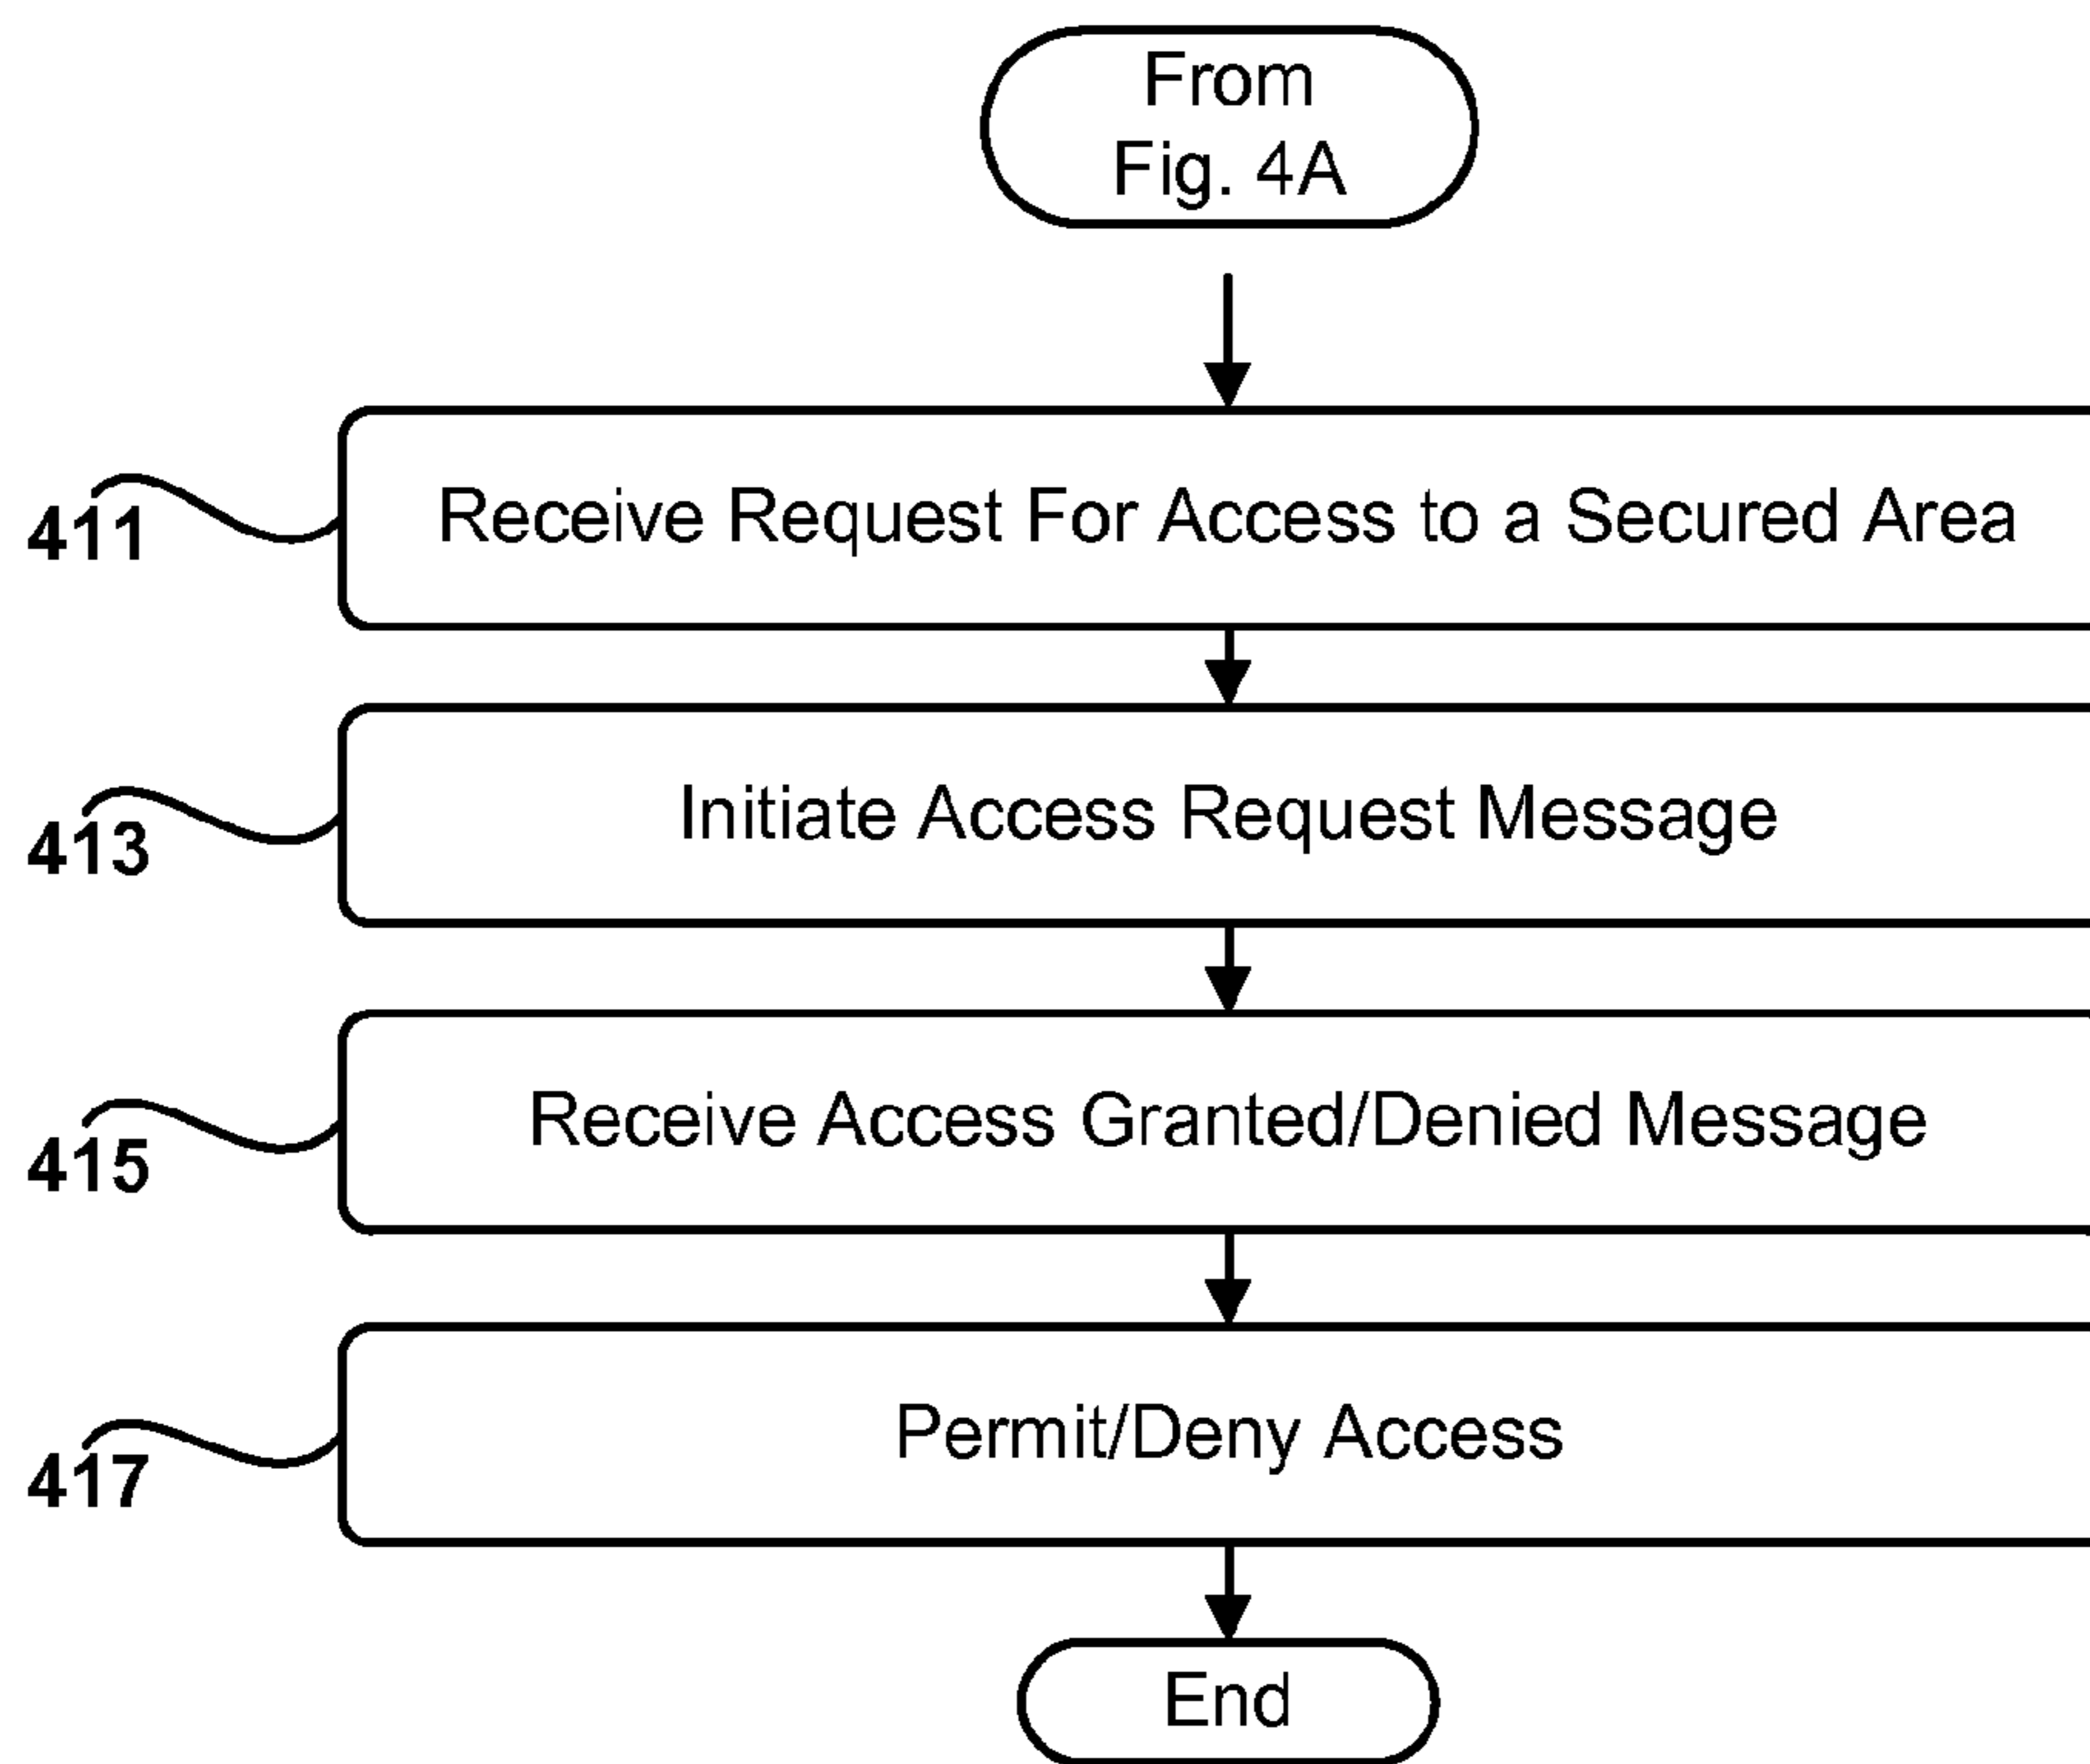 From
Fig. 4A
411
Receive Request For Access to a Secured Area
413
Initiate Access Request Message
415
Receive Access Granted/Denied Message
417
Permit/Deny Access
End